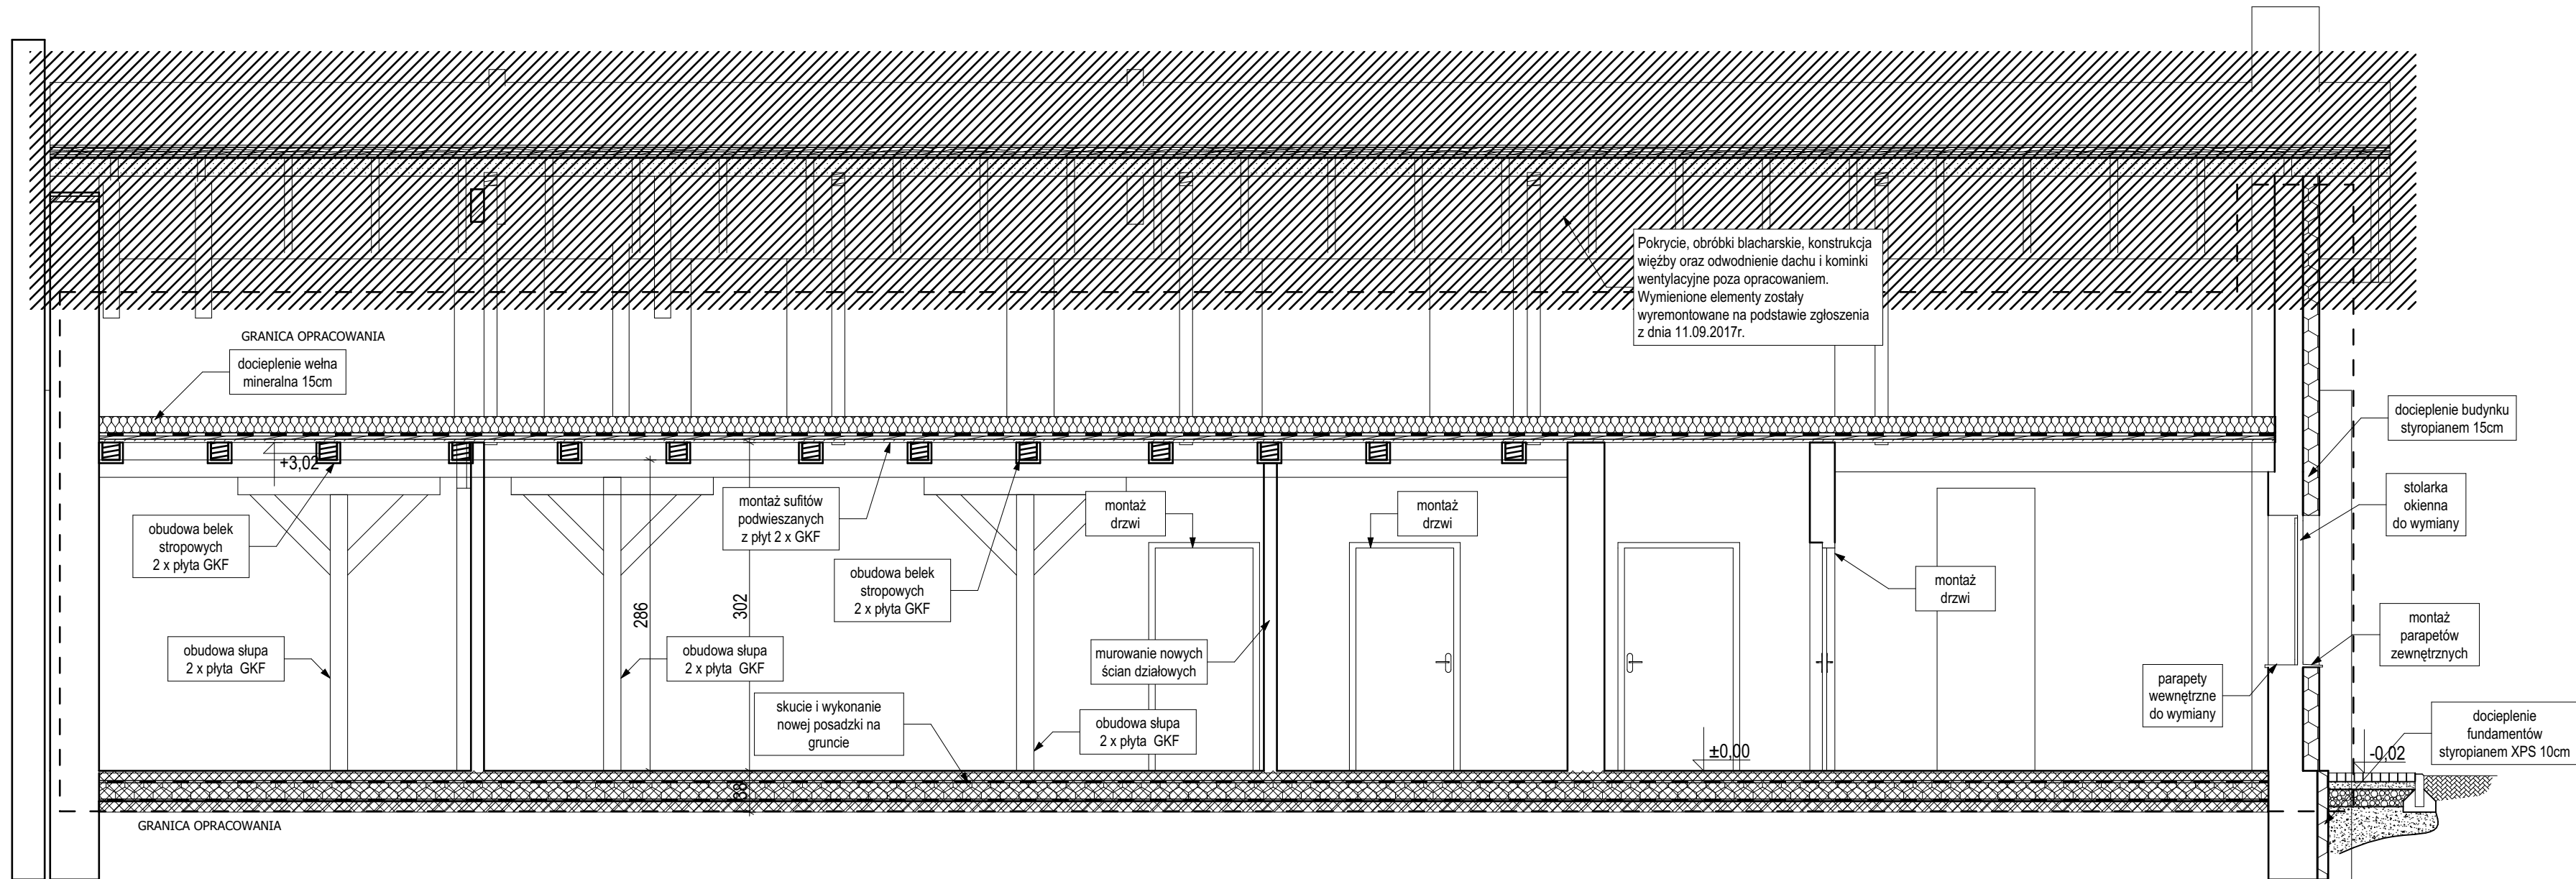 Pokrycie, obróbki blacharskie, konstrukcja
więźby oraz odwodnienie dachu i kominki
wentylacyjne poza opracowaniem.
Wymienione elementy zostały
wyremontowane na podstawie zgłoszenia
z dnia 11.09.2017r.
GRANICA OPRACOWANIA
docieplenie wełna
mineralna 15cm
docieplenie budynku
styropianem 15cm
+3,02
stolarka
okienna
do wymiany
montaż sufitów
podwieszanych
z płyt 2 x GKF
montaż
drzwi
montaż
drzwi
obudowa belek
stropowych
2 x płyta GKF
obudowa belek
stropowych
2 x płyta GKF
montaż
drzwi
286
302
montaż
parapetów
zewnętrznych
obudowa słupa
2 x płyta GKF
obudowa słupa
2 x płyta GKF
murowanie nowych
ścian działowych
parapety
wewnętrzne
do wymiany
skucie i wykonanie
nowej posadzki na
gruncie
obudowa słupa
2 x płyta GKF
docieplenie
fundamentów
styropianem XPS 10cm
±0,00
-0,02
38
GRANICA OPRACOWANIA